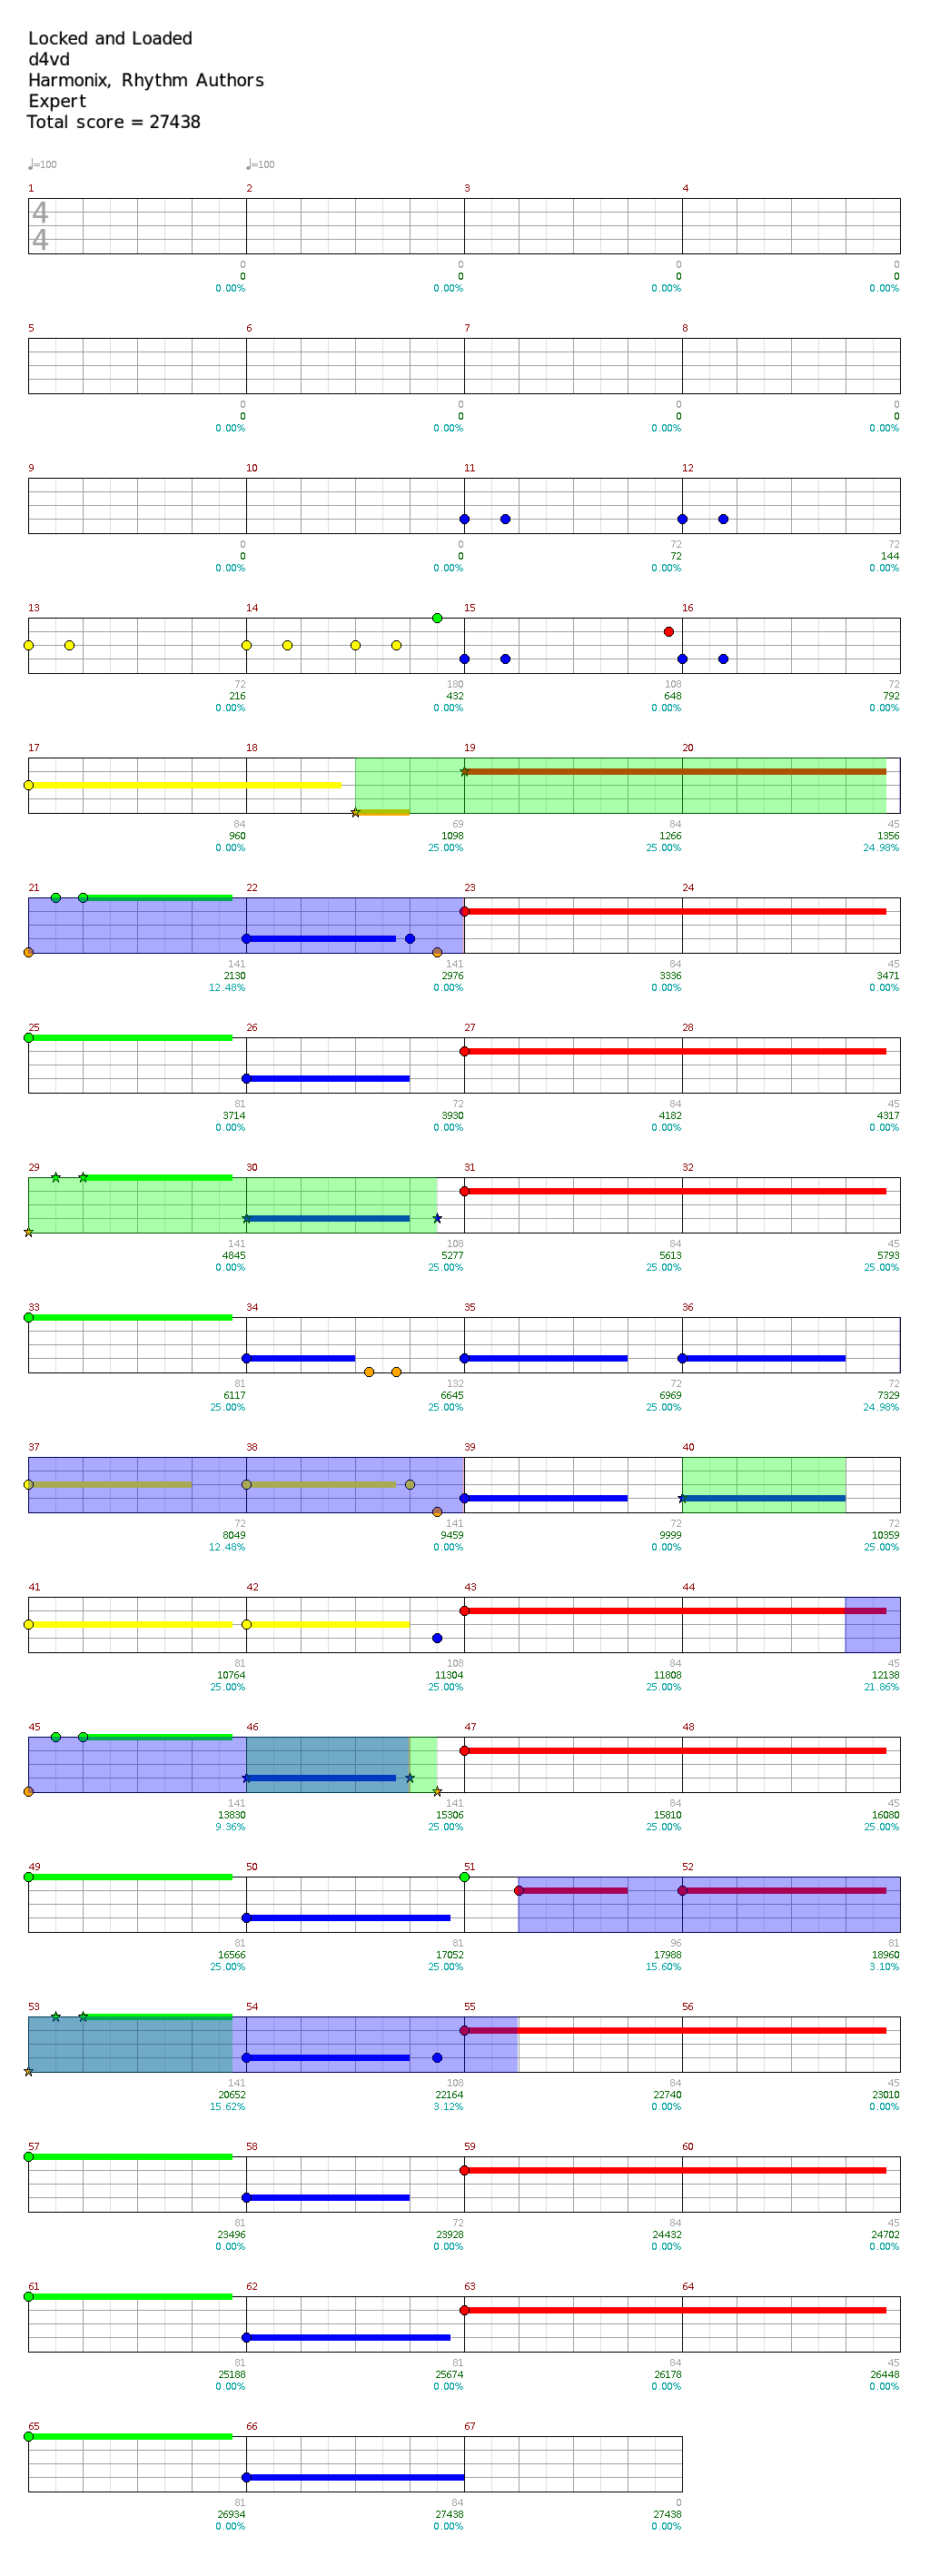 Locked and Loaded
d4vd
Harmonix, Rhythm Authors
Expert
Total score = 27438
♩=100 ♩=100
1 2 3 4
4
4
0 0 0 0
0 0 0 0
0.00% 0.00% 0.00% 0.00%
5 6 7 8
0 0 0 0
0 0 0 0
0.00% 0.00% 0.00% 0.00%
9 10 11 12
0 0 72 72
0 0 72 144
0.00% 0.00% 0.00% 0.00%
13 14 15 16
72 180 108 72
216 432 648 792
0.00% 0.00% 0.00% 0.00%
17 18 19 20
84 69 84 45
960 1098 1266 1356
0.00% 25.00% 25.00% 24.98%
21 22 23 24
141 141 84 45
2130 2976 3336 3471
12.48% 0.00% 0.00% 0.00%
25 26 27 28
81 72 84 45
3714 3930 4182 4317
0.00% 0.00% 0.00% 0.00%
29 30 31 32
141 108 84 45
4845 5277 5613 5793
0.00% 25.00% 25.00% 25.00%
33 34 35 36
81 132 72 72
6117 6645 6969 7329
25.00% 25.00% 25.00% 24.98%
37 38 39 40
72 141 72 72
8049 9459 9999 10359
12.48% 0.00% 0.00% 25.00%
41 42 43 44
81 108 84 45
10764 11304 11808 12138
25.00% 25.00% 25.00% 21.86%
45 46 47 48
141 141 84 45
13830 15306 15810 16080
9.36% 25.00% 25.00% 25.00%
49 50 51 52
81 81 96 81
16566 17052 17988 18960
25.00% 25.00% 15.60% 3.10%
53 54 55 56
141 108 84 45
20652 22164 22740 23010
15.62% 3.12% 0.00% 0.00%
57 58 59 60
81 72 84 45
23496 23928 24432 24702
0.00% 0.00% 0.00% 0.00%
61 62 63 64
81 81 84 45
25188 25674 26178 26448
0.00% 0.00% 0.00% 0.00%
65 66 67
81 84 0
26934 27438 27438
0.00% 0.00% 0.00%